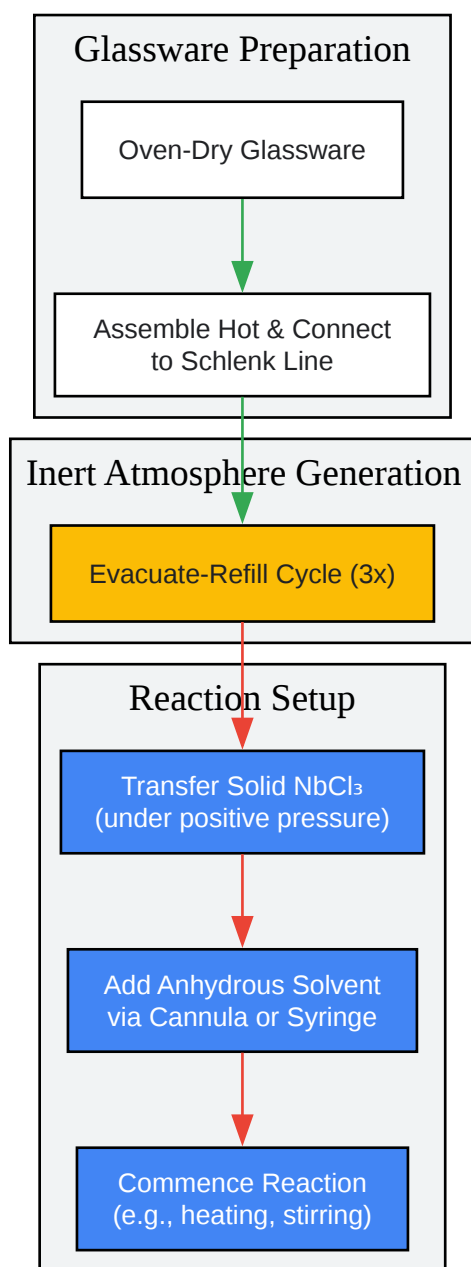 Glassware Preparation
Oven-Dry Glassware
Assemble Hot & Connect
to Schlenk Line
Inert Atmosphere Generation
Evacuate-Refill Cycle (3x)
Reaction Setup
Transfer Solid NbCl₃
(under positive pressure)
Add Anhydrous Solvent
via Cannula or Syringe
Commence Reaction
(e.g., heating, stirring)